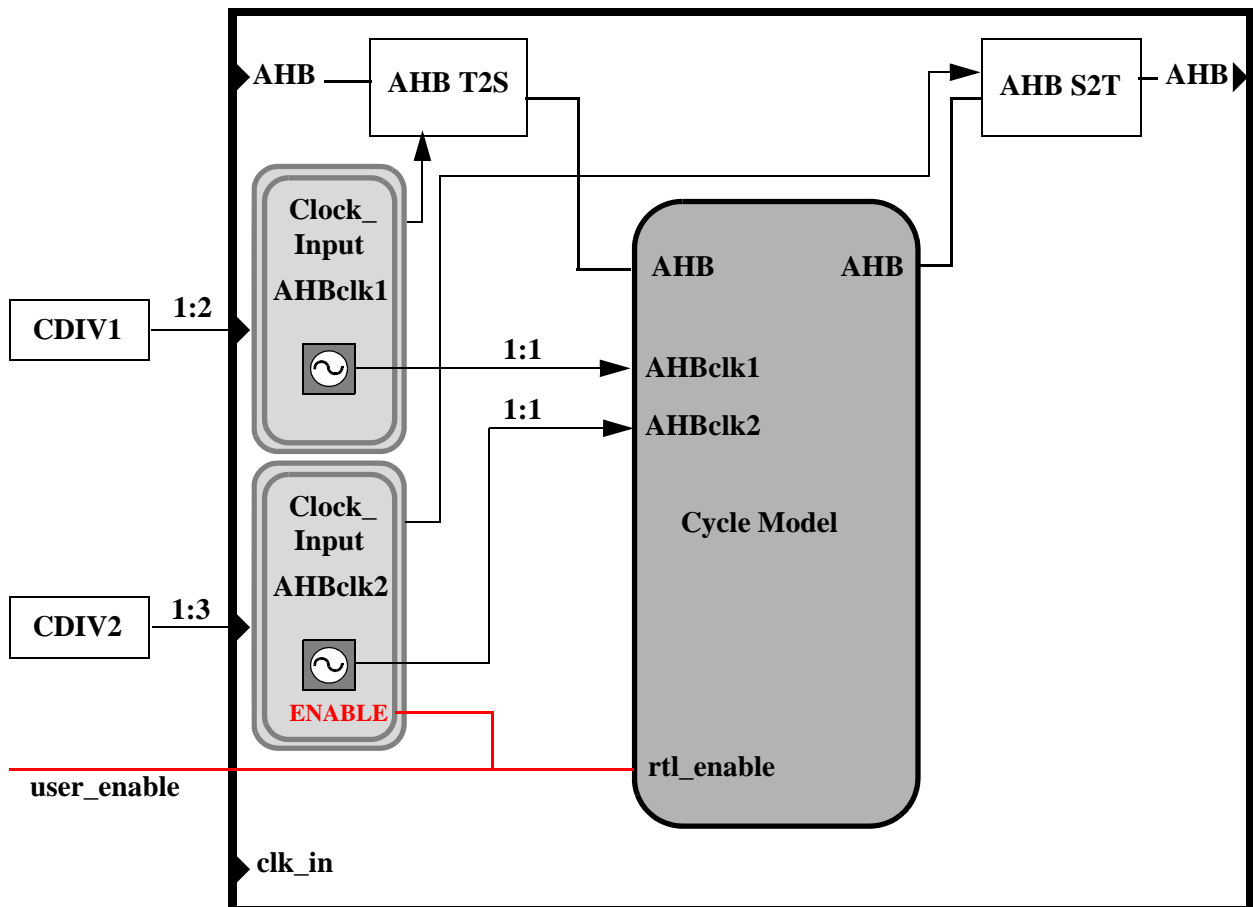 AHB
AHB T2S
AHB S2T
AHB
Clock_
Input
AHBclk1
CDIV1
1:2
1:1
1:1
AHB
AHB
AHBclk1
AHBclk2
Cycle Model
rtl_enable
Clock_
Input
AHBclk2
CDIV2
1:3
ENABLE
user_enable
clk_in